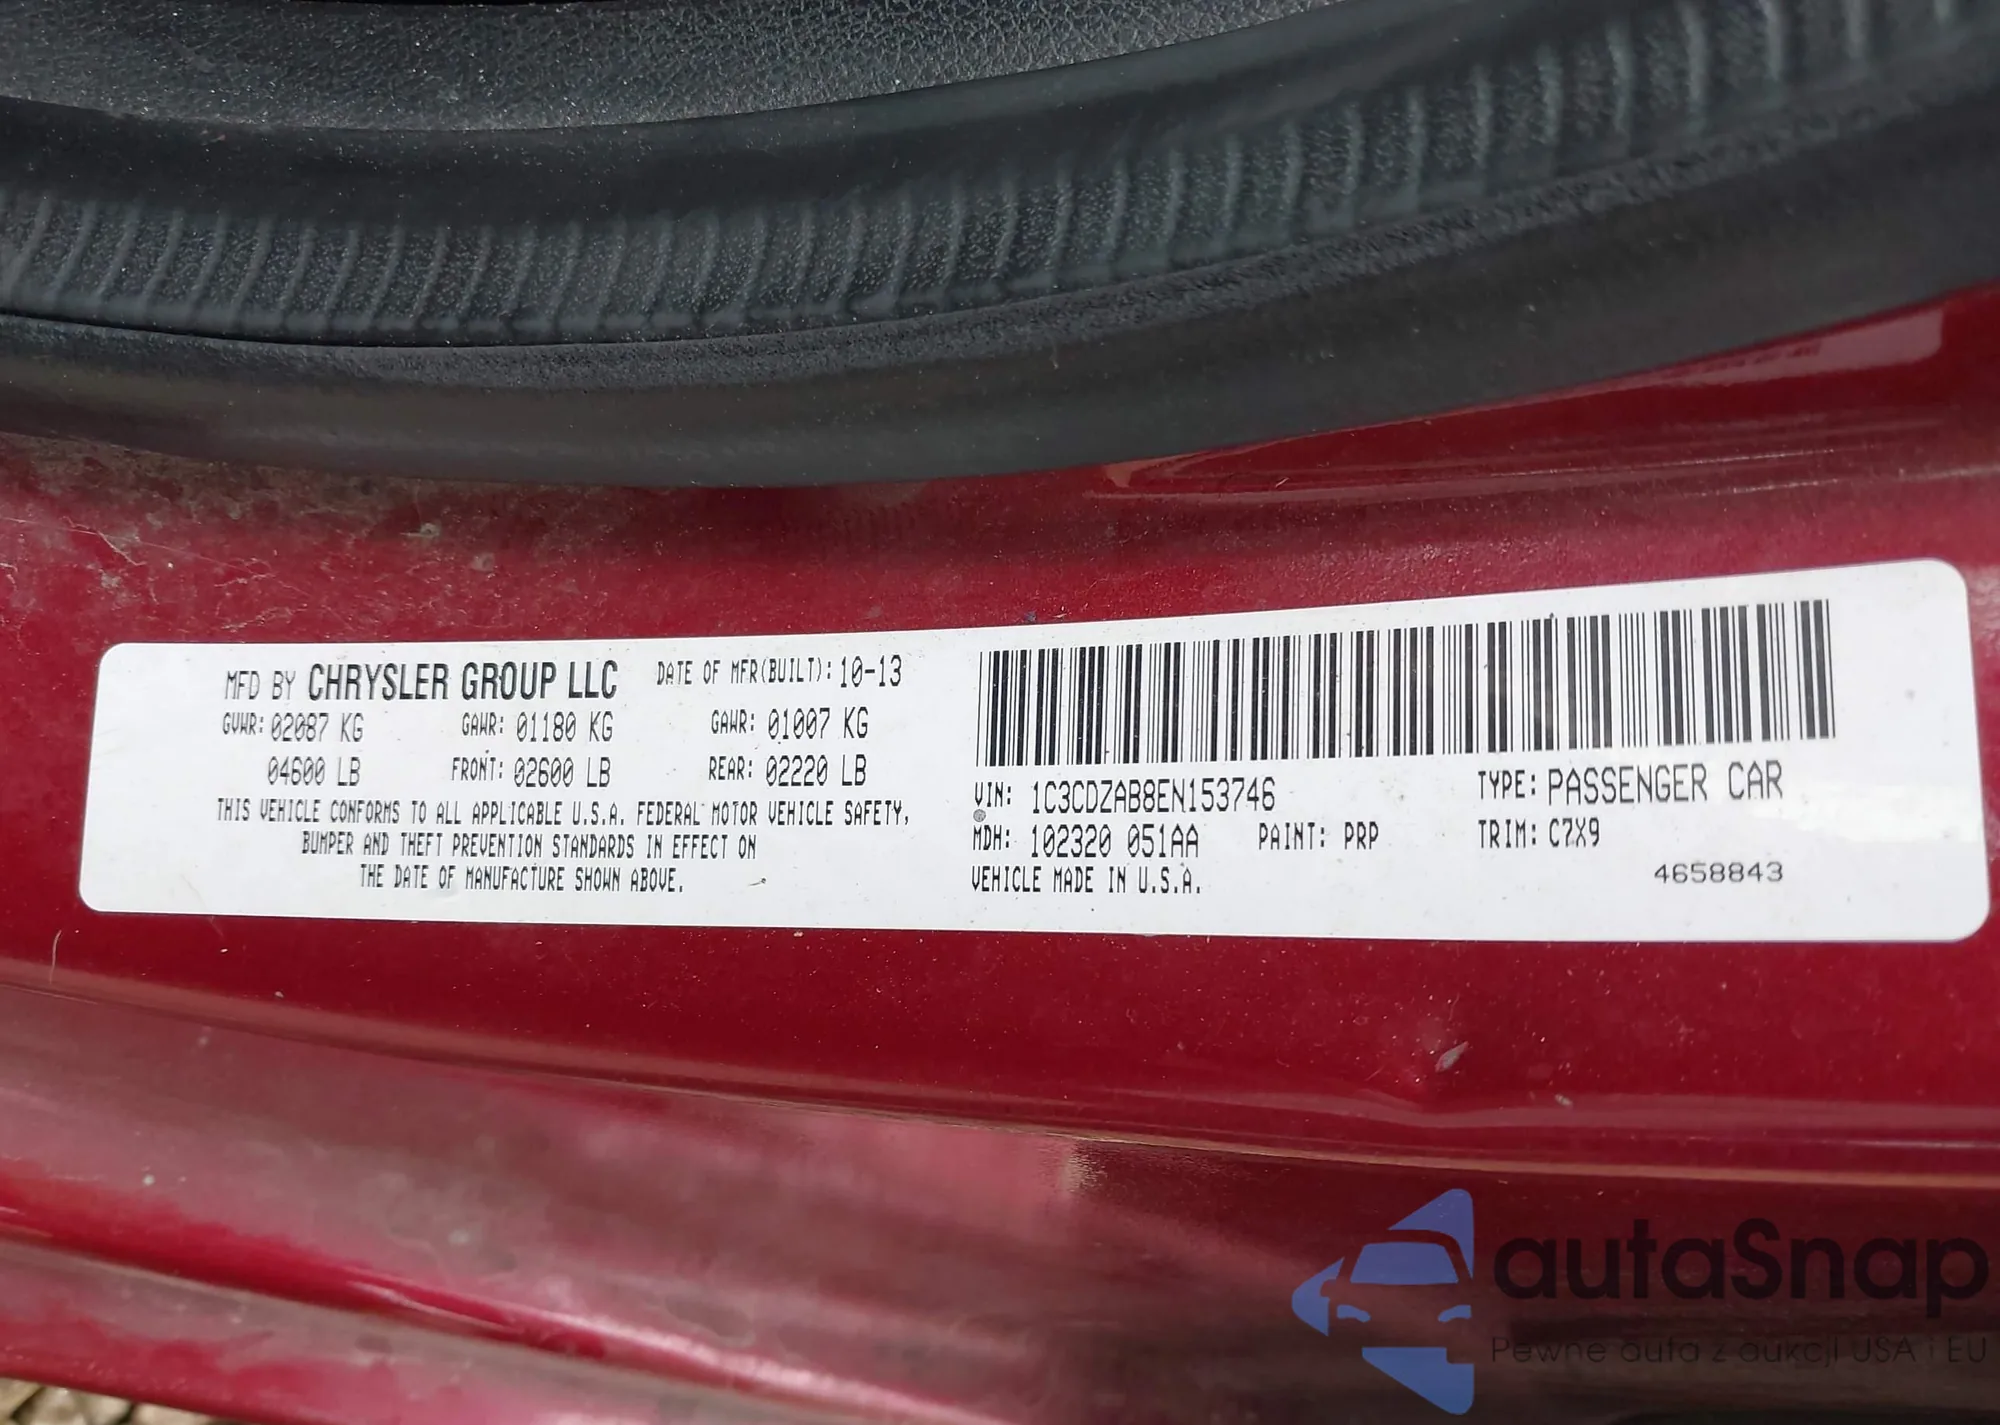 MFD BY CHRYSLER GROUP LLC DATE OF MFR(BUILT): 10-13
GVWR: 02087 KG GAWR: 01180 KG GAWR: 01007 KG
04600 LB FRONT: 02600 LB REAR: 02220 LB
THIS VEHICLE CONFORMS TO ALL APPLICABLE U.S.A. FEDERAL MOTOR VEHICLE SAFETY,
BUMPER AND THEFT PREVENTION STANDARDS IN EFFECT ON
THE DATE OF MANUFACTURE SHOWN ABOVE.
VIN: 1C3CDZAB8EN153746 TYPE: PASSENGER CAR
MDH: 102320 051AA PAINT: PRP TRIM: C7X9
VEHICLE MADE IN U.S.A. 4658843
autaSnap
Pewne auta z aukcji USA i EU